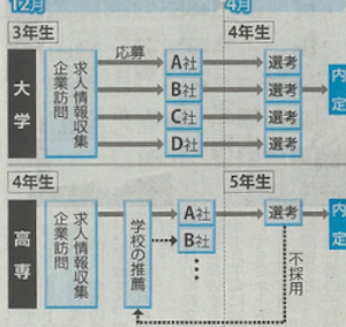 12月
4月
3年生
4年生
大学
求人情報収集
企業訪問
応募
A社
B社
C社
D社
選考
選考
選考
選考
内定
4年生
5年生
高専
求人情報収集
企業訪問
学校の推薦
A社
B社
選考
内定
不採用